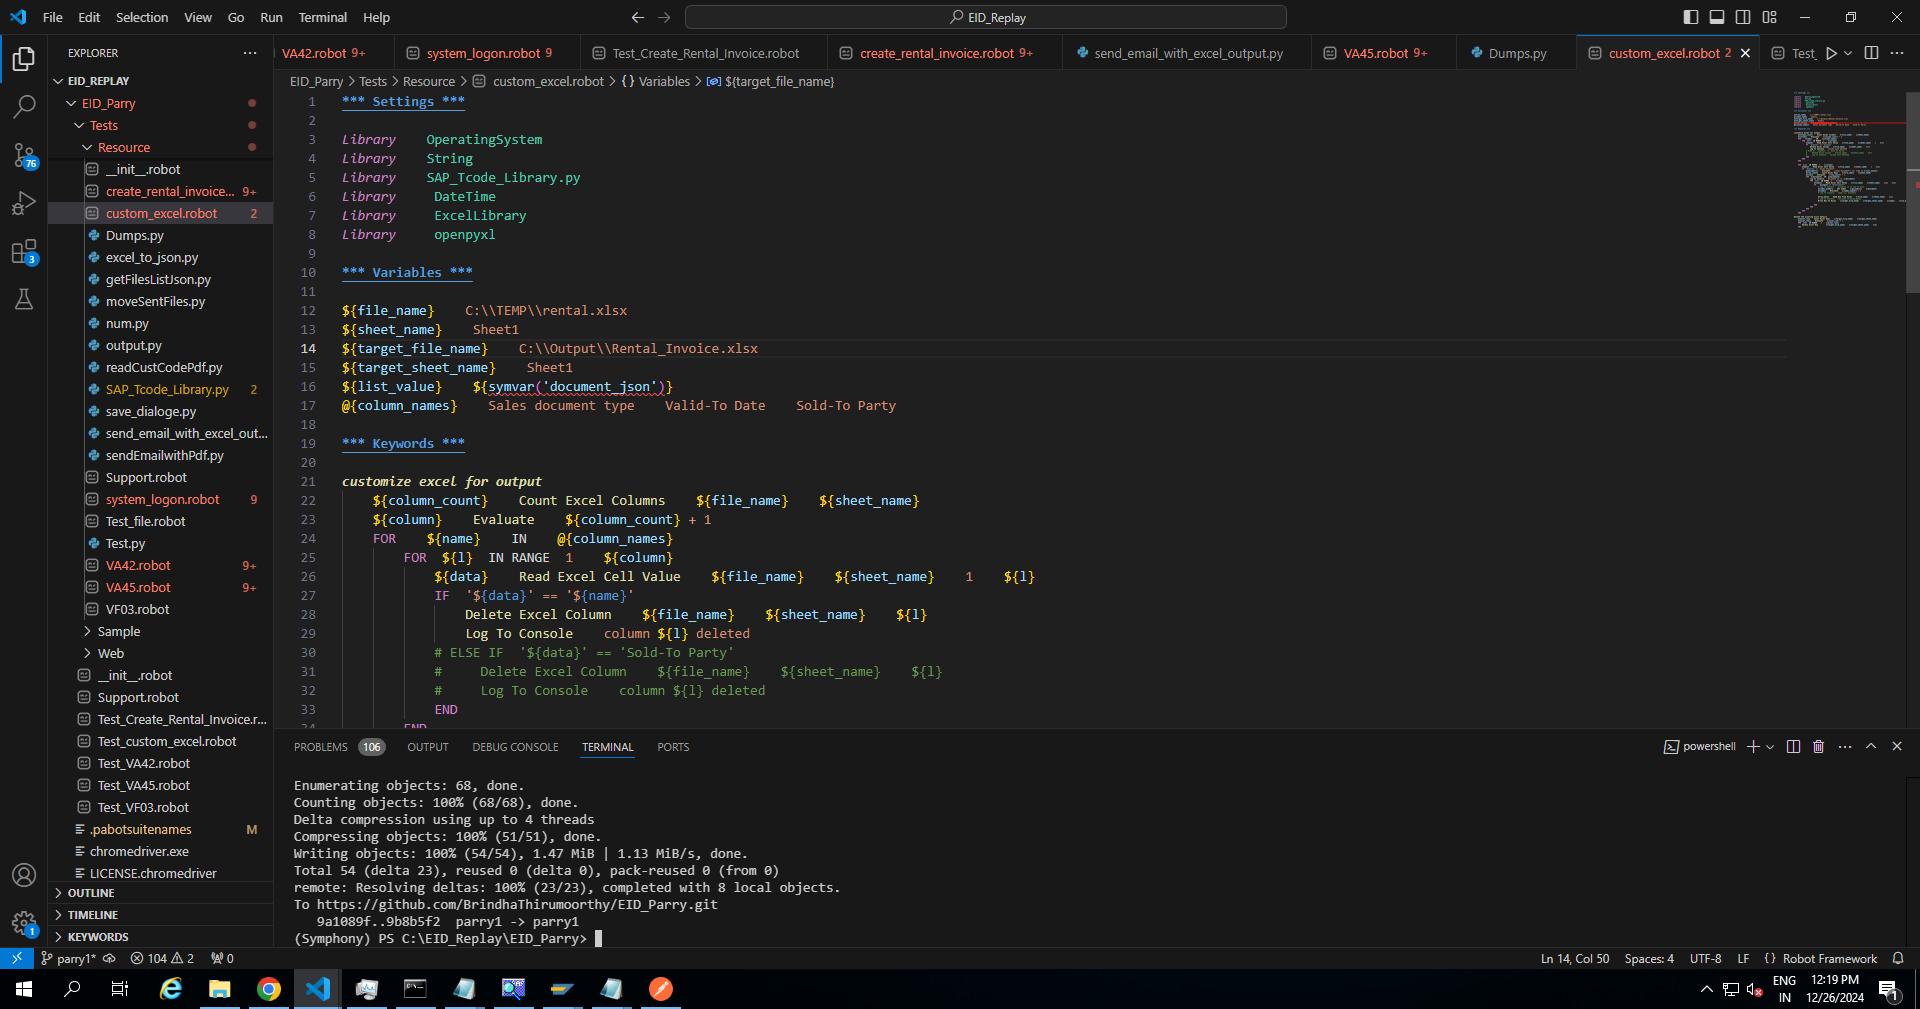 File Edit Selection View Go Run Terminal Help
EID_Replay
EXPLORER
VA42.robot 9+
system_logon.robot 9
Test_Create_Rental_Invoice.robot
create_rental_invoice.robot 9+
send_email_with_excel_output.py
VA45.robot 9+
Dumps.py
custom_excel.robot 2
Test_
EID_Parry > Tests > Resource > custom_excel.robot > {} Variables > ${target_file_name}
EID_REPLAY
EID_Parry
Tests
Resource
__init__.robot
create_rental_invoice... 9+
custom_excel.robot 2
Dumps.py
excel_to_json.py
getFilesListJson.py
moveSentFiles.py
num.py
output.py
readCustCodePdf.py
SAP_Tcode_Library.py 2
save_dialoge.py
send_email_with_excel_out...
sendEmailwithPdf.py
Support.robot
system_logon.robot 9
Test_file.robot
Test.py
VA42.robot 9+
VA45.robot 9+
VF03.robot
Sample
Web
__init__.robot
Support.robot
Test_Create_Rental_Invoice.r...
Test_custom_excel.robot
Test_VA42.robot
Test_VA45.robot
Test_VF03.robot
.pabotsuitenames M
chromedriver.exe
LICENSE.chromedriver
OUTLINE
TIMELINE
KEYWORDS
76
3
1
1 *** Settings ***
2
3 Library    OperatingSystem
4 Library    String
5 Library    SAP_Tcode_Library.py
6 Library     DateTime
7 Library     ExcelLibrary
8 Library     openpyxl
9
10 *** Variables ***
11
12 ${file_name}    C:\\TEMP\\rental.xlsx
13 ${sheet_name}    Sheet1
14 ${target_file_name}    C:\\Output\\Rental_Invoice.xlsx
15 ${target_sheet_name}    Sheet1
16 ${list_value}    ${symvar('document_json')}
17 @{column_names}    Sales document type    Valid-To Date    Sold-To Party
18
19 *** Keywords ***
20
21 customize excel for output
22     ${column_count}    Count Excel Columns    ${file_name}    ${sheet_name}
23     ${column}    Evaluate    ${column_count} + 1
24     FOR    ${name}    IN    @{column_names}
25         FOR  ${l}  IN RANGE  1    ${column}
26             ${data}    Read Excel Cell Value    ${file_name}    ${sheet_name}    1    ${l}
27             IF  '${data}' == '${name}'
28                 Delete Excel Column    ${file_name}    ${sheet_name}    ${l}
29                 Log To Console    column ${l} deleted
30             # ELSE IF  '${data}' == 'Sold-To Party'
31             #     Delete Excel Column    ${file_name}    ${sheet_name}    ${l}
32             #     Log To Console    column ${l} deleted
33             END
34         END
PROBLEMS 106 OUTPUT DEBUG CONSOLE TERMINAL PORTS
powershell
Enumerating objects: 68, done.
Counting objects: 100% (68/68), done.
Delta compression using up to 4 threads
Compressing objects: 100% (51/51), done.
Writing objects: 100% (54/54), 1.47 MiB | 1.13 MiB/s, done.
Total 54 (delta 23), reused 0 (delta 0), pack-reused 0 (from 0)
remote: Resolving deltas: 100% (23/23), completed with 8 local objects.
To https://github.com/BrindhaThirumoorthy/EID_Parry.git
   9a1089f..9b8b5f2  parry1 -> parry1
(Symphony) PS C:\EID_Replay\EID_Parry>
parry1* 104 2 0
Ln 14, Col 50 Spaces: 4 UTF-8 LF {} Robot Framework
ENG
IN
12:19 PM
12/26/2024
1